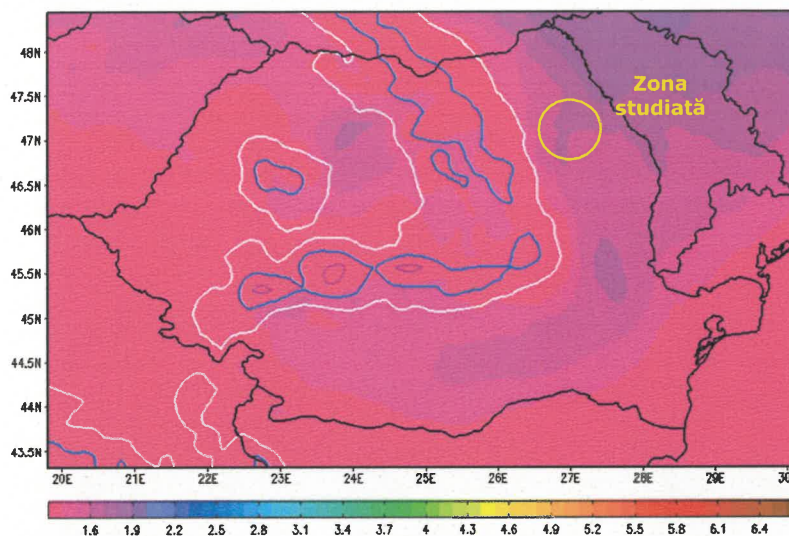 48N
47.5N
47N
46.5N
46N
45.5N
45N
44.5N
44N
43.5N
Zona
studiată
20E 21E 22E 23E 24E 25E 26E 27E 28E 29E 30
1.6 1.9 2.2 2.5 2.8 3.1 3.4 3.7 4 4.3 4.6 4.9 5.2 5.5 5.8 6.1 6.4